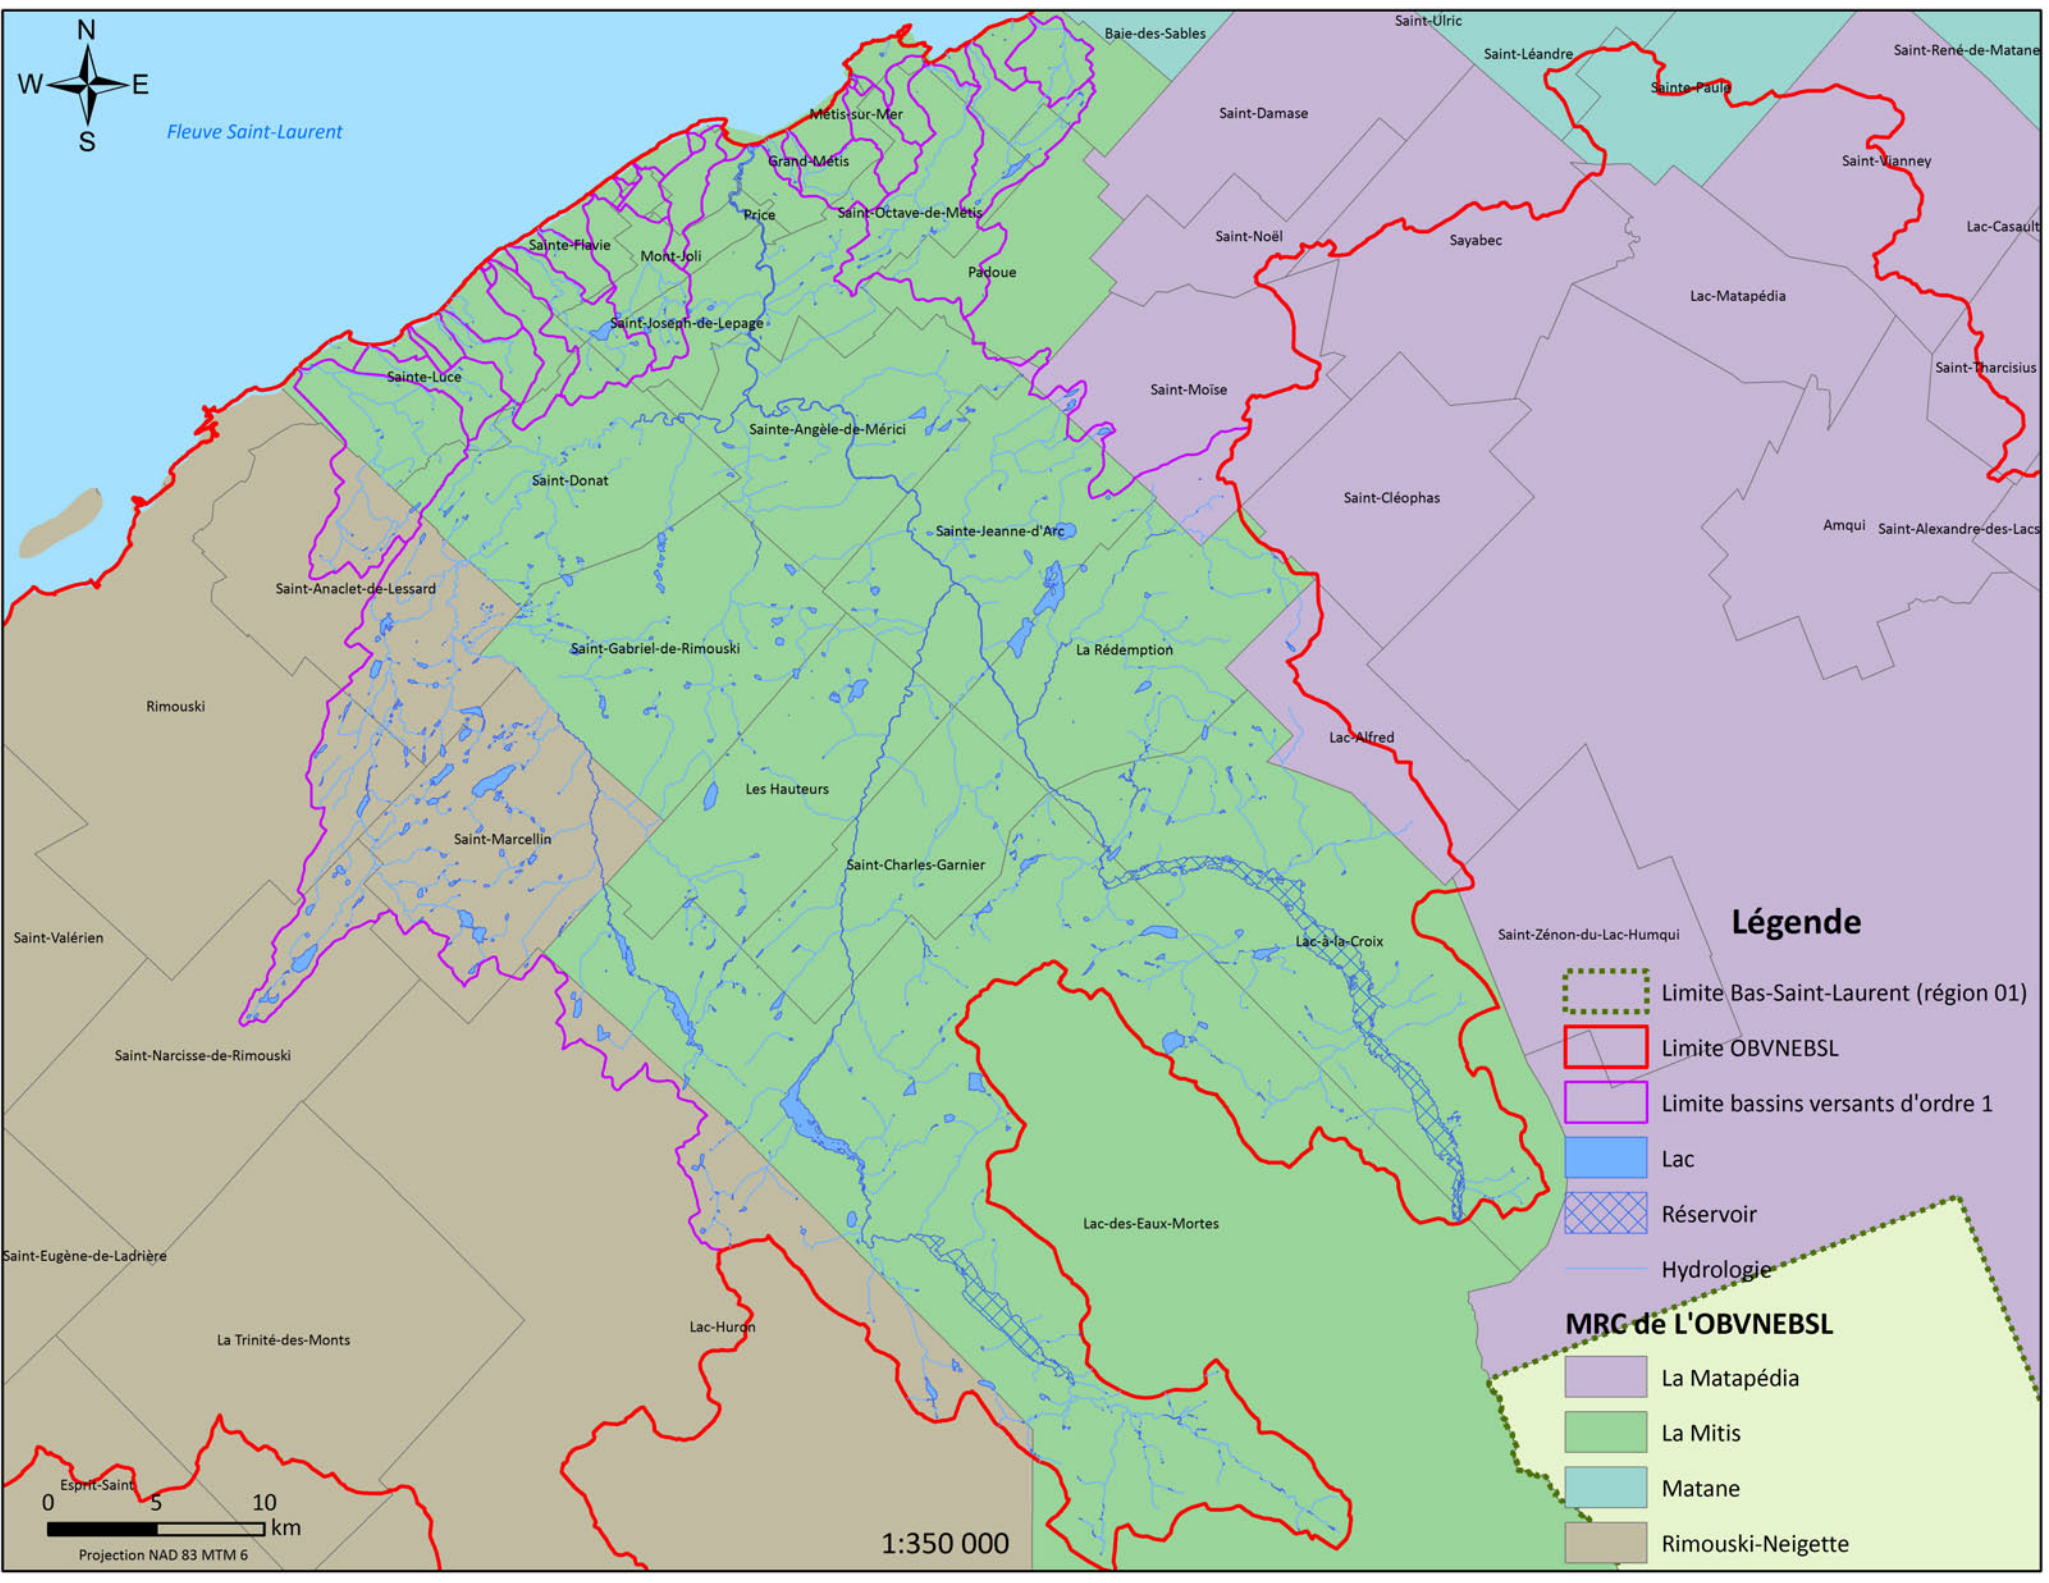 N
W E
S
Fleuve Saint-Laurent
Baie-des-Sables
Saint-Ulric
Saint-Léandre
Saint-René-de-Matane
Sainte-Paule
Métis-sur-Mer
Saint-Damase
Grand-Métis
Saint-Vianney
Price
Saint-Octave-de-Métis
Sainte-Flavie
Mont-Joli
Saint-Noël
Sayabec
Lac-Casault
Padoue
Lac-Matapédia
Saint-Joseph-de-Lepage
Sainte-Luce
Saint-Moïse
Saint-Tharcisius
Sainte-Angèle-de-Mérici
Saint-Donat
Saint-Cléophas
Sainte-Jeanne-d'Arc
Amqui
Saint-Alexandre-des-Lacs
Saint-Anaclet-de-Lessard
Saint-Gabriel-de-Rimouski
La Rédemption
Rimouski
Lac-Alfred
Les Hauteurs
Saint-Marcellin
Saint-Charles-Garnier
Saint-Valérien
Lac-à-la-Croix
Saint-Zénon-du-Lac-Humqui
Saint-Narcisse-de-Rimouski
Lac-des-Eaux-Mortes
Saint-Eugène-de-Ladrière
La Trinité-des-Monts
Lac-Huron
Esprit-Saint
0 5 10
km
Projection NAD 83 MTM 6
1:350 000
Légende
Limite Bas-Saint-Laurent (région 01)
Limite OBVNEBSL
Limite bassins versants d'ordre 1
Lac
Réservoir
Hydrologie
MRC de L'OBVNEBSL
La Matapédia
La Mitis
Matane
Rimouski-Neigette